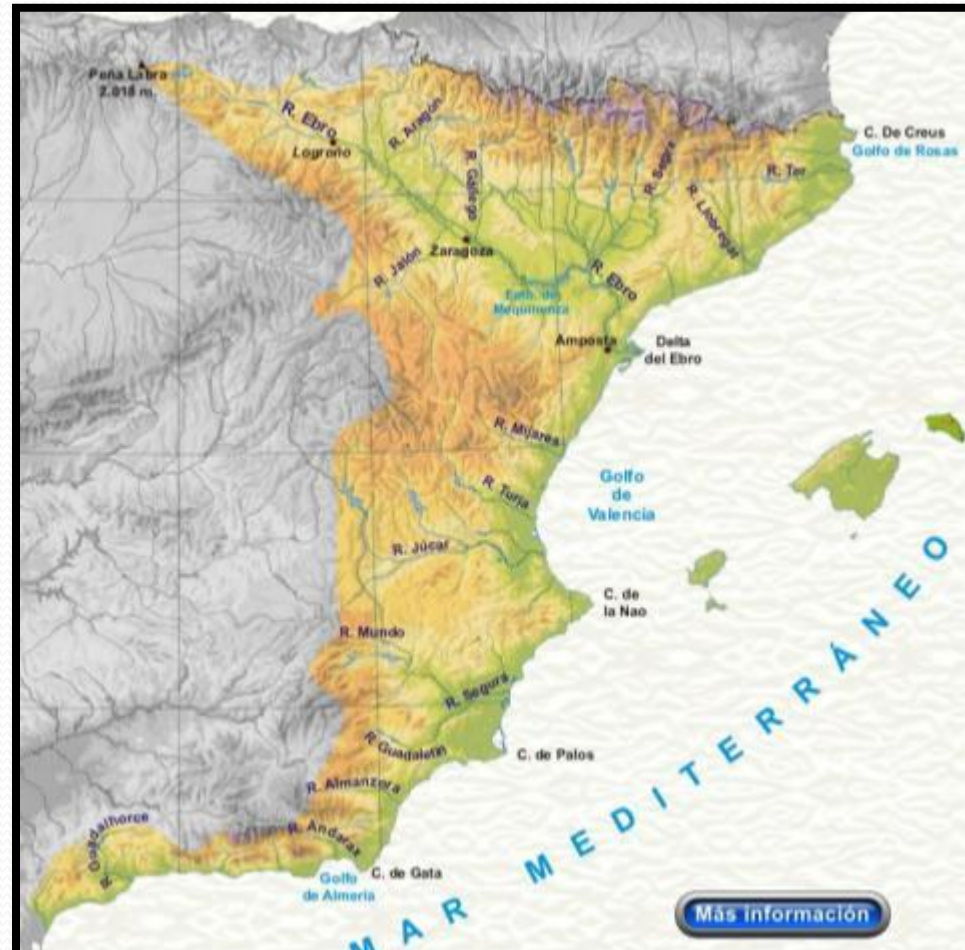 Peña Labra
2.018 m.
R. Ebro
Logroño
R. Aragón
R. Gállego
R. Segre
R. Llobregat
R. Ter
C. De Creus
Golfo de Rosas
Zaragoza
R. Jalón
Emb. de
Mequinenza
R. Ebro
Amposta
Delta
del Ebro
R. Mijares
R. Turia
Golfo
de
Valencia
R. Júcar
C. de
la Nao
R. Mundo
R. Segura
R. Guadaletín
C. de Palos
R. Almanzora
R. Andarax
R. Guadalhorce
Golfo
de Almería
C. de Gata
MAR MEDITERRÁNEO
Más información